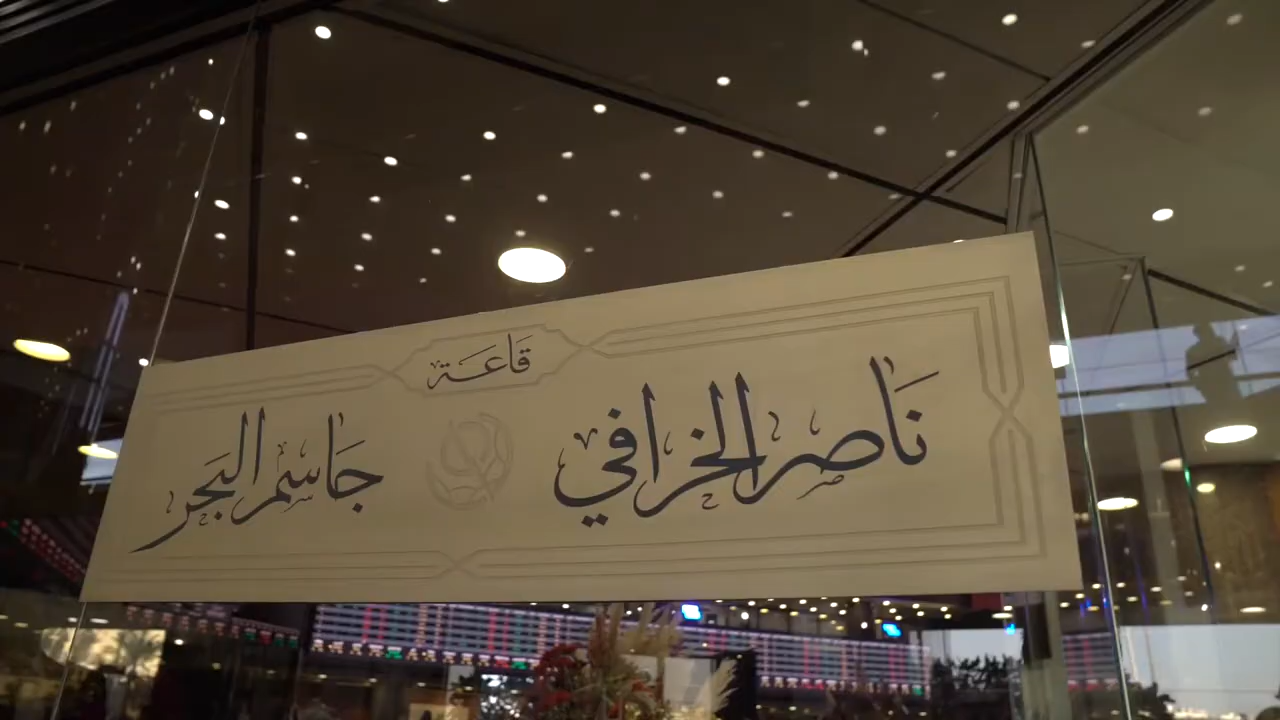 قاعة
ناصر الخرافي
جاسم البحر